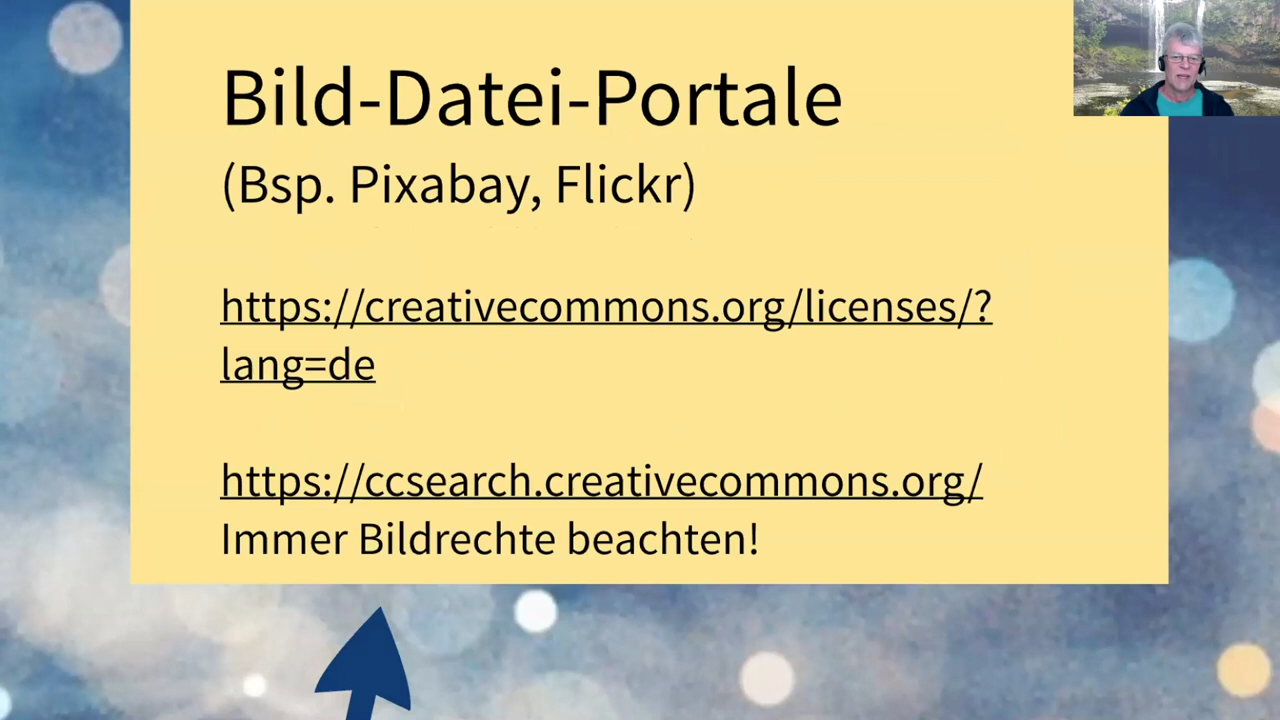 Bild-Datei-Portale
(Bsp. Pixabay, Flickr)
https://creativecommons.org/licenses/?
lang=de
https://ccsearch.creativecommons.org/
Immer Bildrechte beachten!